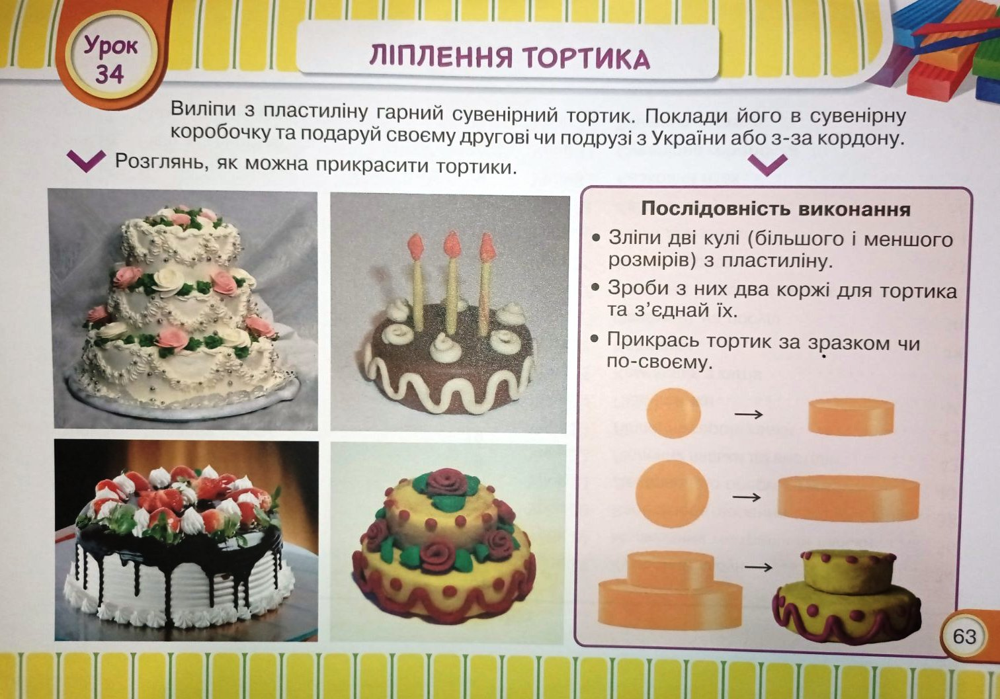 Урок
34
ЛІПЛЕННЯ ТОРТИКА
Виліпи з пластиліну гарний сувенірний тортик. Поклади його в сувенірну
коробочку та подаруй своєму другові чи подрузі з України або з-за кордону.
Розглянь, як можна прикрасити тортики.
Послідовність виконання
• Зліпи дві кулі (більшого і меншого
розмірів) з пластиліну.
• Зроби з них два коржі для тортика
та з’єднай їх.
• Прикрась тортик за зразком чи
по-своєму.
63